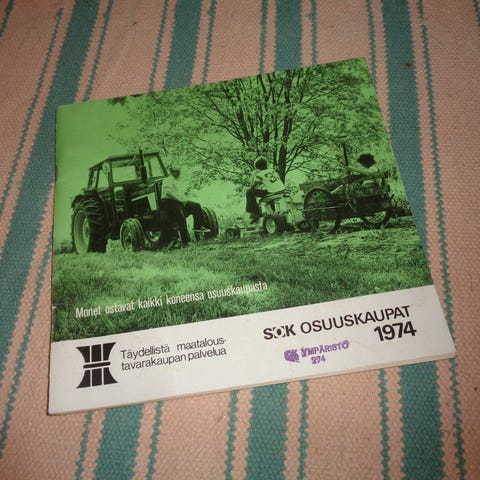 Monet ostavat kaikki koneensa osuuskaupasta
Täydellistä maatalous-
tavarakaupan palvelua
SOK OSUUSKAUPAT
1974
YMPÄRISTÖ
274